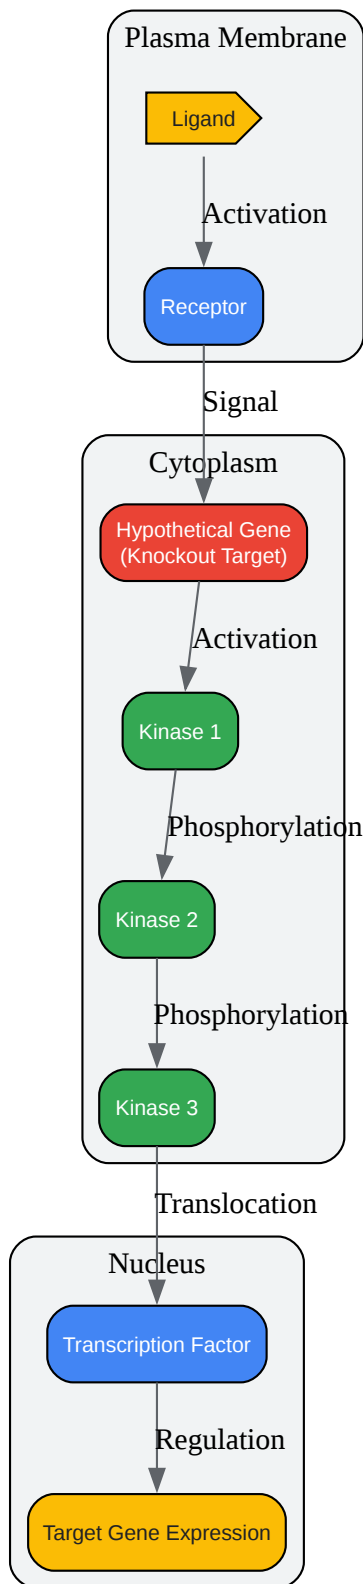 Plasma Membrane
Ligand
Activation
Receptor
Signal
Cytoplasm
Hypothetical Gene
(Knockout Target)
Activation
Kinase 1
Phosphorylation
Kinase 2
Phosphorylation
Kinase 3
Translocation
Nucleus
Transcription Factor
Regulation
Target Gene Expression